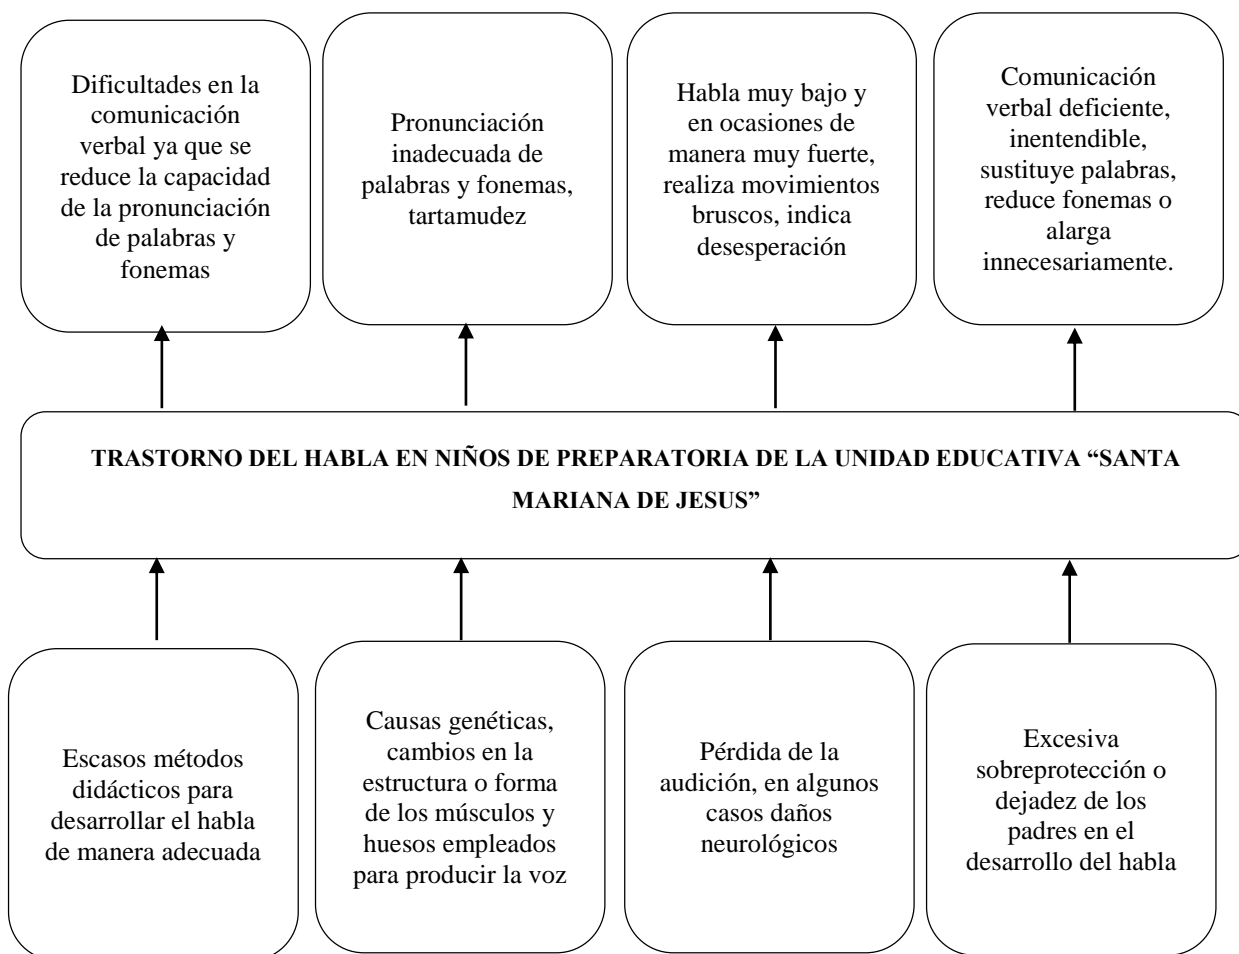 Dificultades en la
comunicación
verbal ya que se
reduce la capacidad
de la pronunciación
de palabras y
fonemas
Pronunciación
inadecuada de
palabras y fonemas,
tartamudez
Habla muy bajo y
en ocasiones de
manera muy fuerte,
realiza movimientos
bruscos, indica
desesperación
Comunicación
verbal deficiente,
inentendible,
sustituye palabras,
reduce fonemas o
alarga
innecesariamente.
TRASTORNO DEL HABLA EN NIÑOS DE PREPARATORIA DE LA UNIDAD EDUCATIVA “SANTA
MARIANA DE JESUS”
Escasos métodos
didácticos para
desarrollar el habla
de manera adecuada
Causas genéticas,
cambios en la
estructura o forma
de los músculos y
huesos empleados
para producir la voz
Pérdida de la
audición, en algunos
casos daños
neurológicos
Excesiva
sobreprotección o
dejadez de los
padres en el
desarrollo del habla